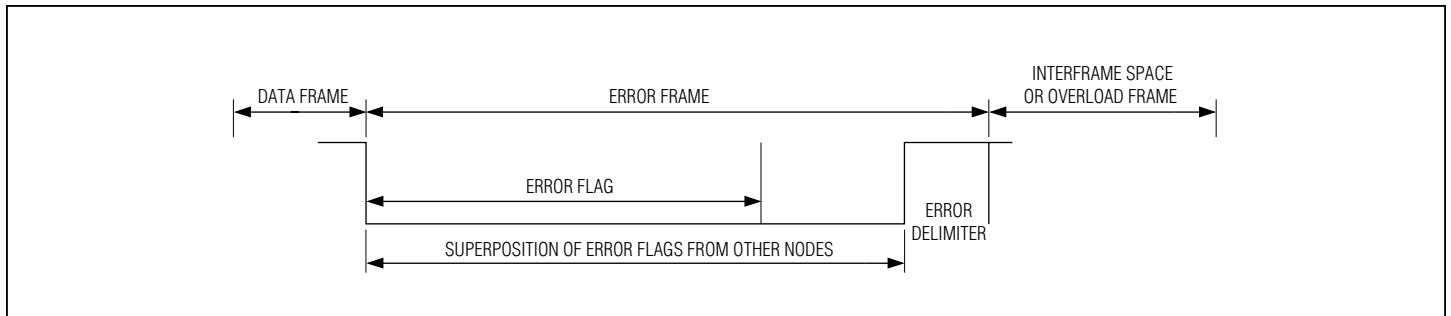 INTERFRAME SPACE
OR OVERLOAD FRAME
DATA FRAME
ERROR FRAME
ERROR FLAG
ERROR
DELIMITER
SUPERPOSITION OF ERROR FLAGS FROM OTHER NODES